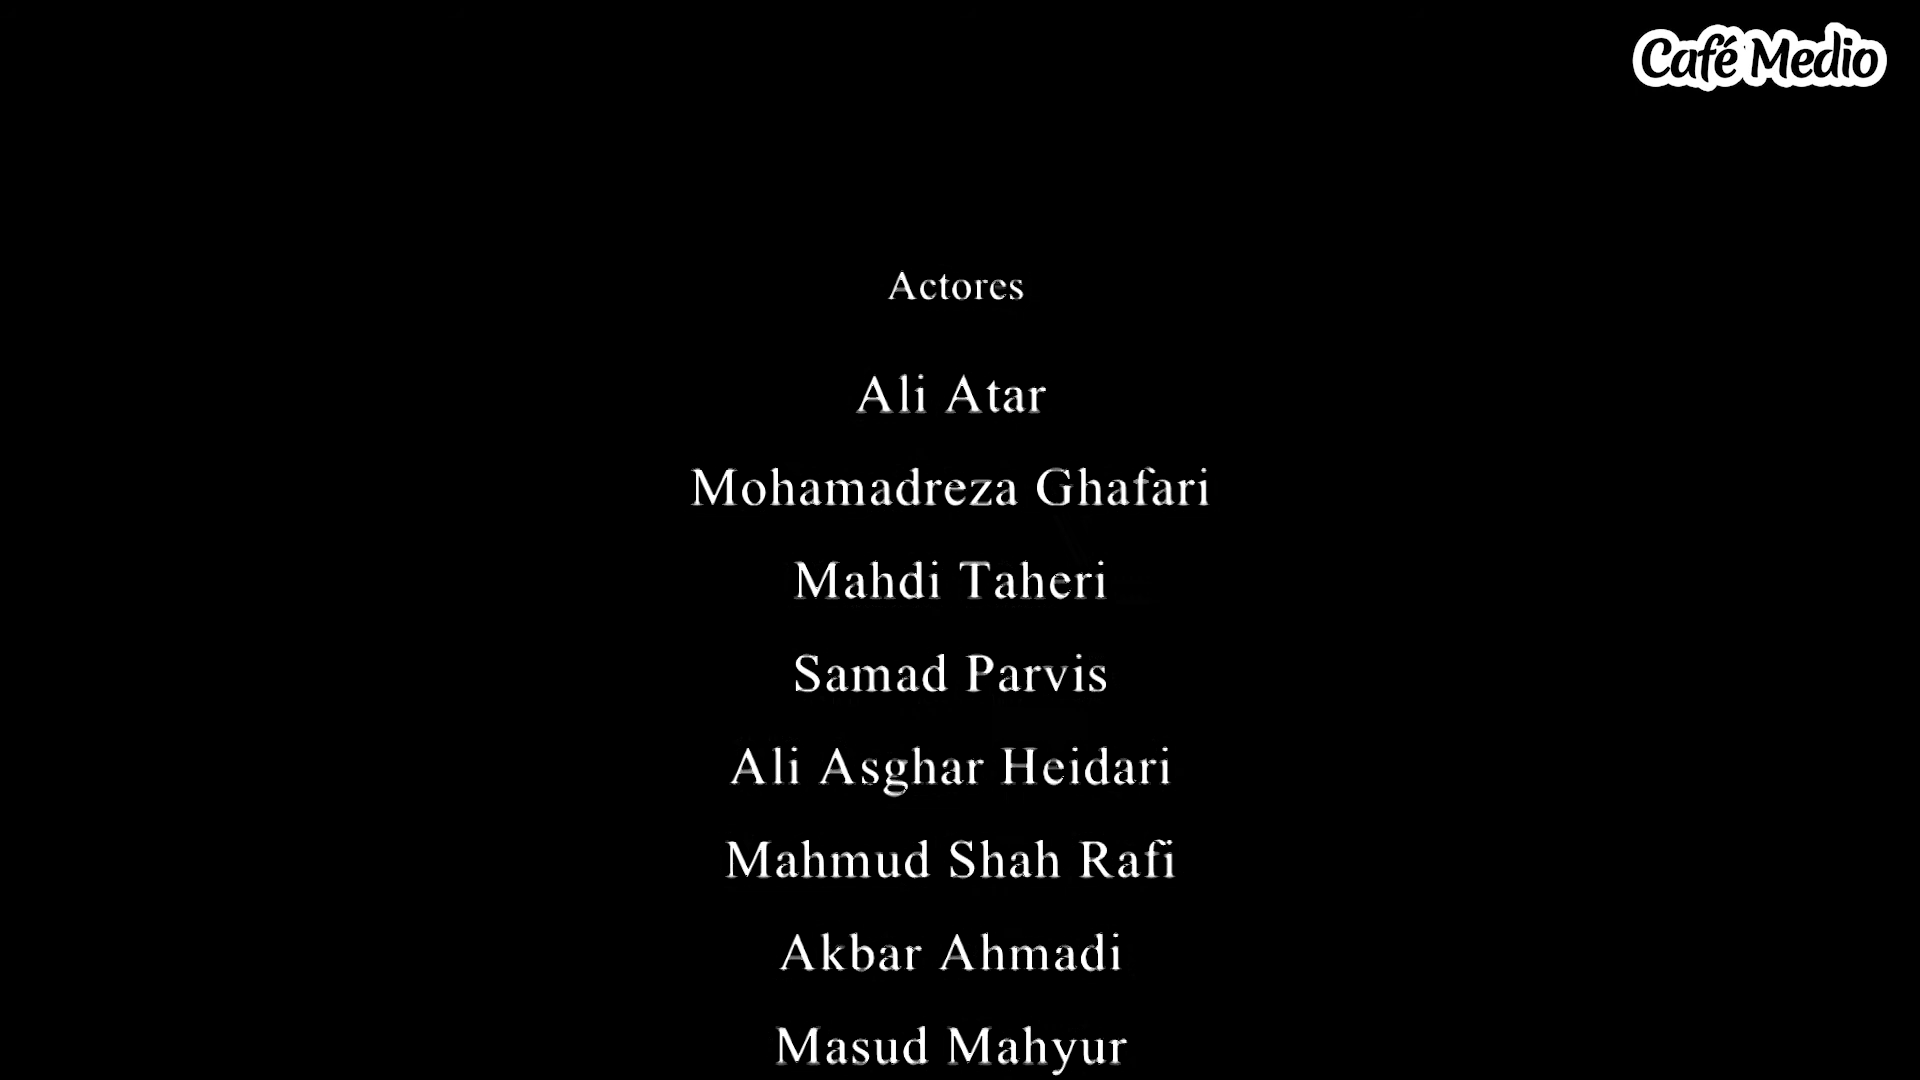 Café Medio
Actores
Ali Atar
Mohamadreza Ghafari
Mahdi Taheri
Samad Parvis
Ali Asghar Heidari
Mahmud Shah Rafi
Akbar Ahmadi
Masud Mahyur